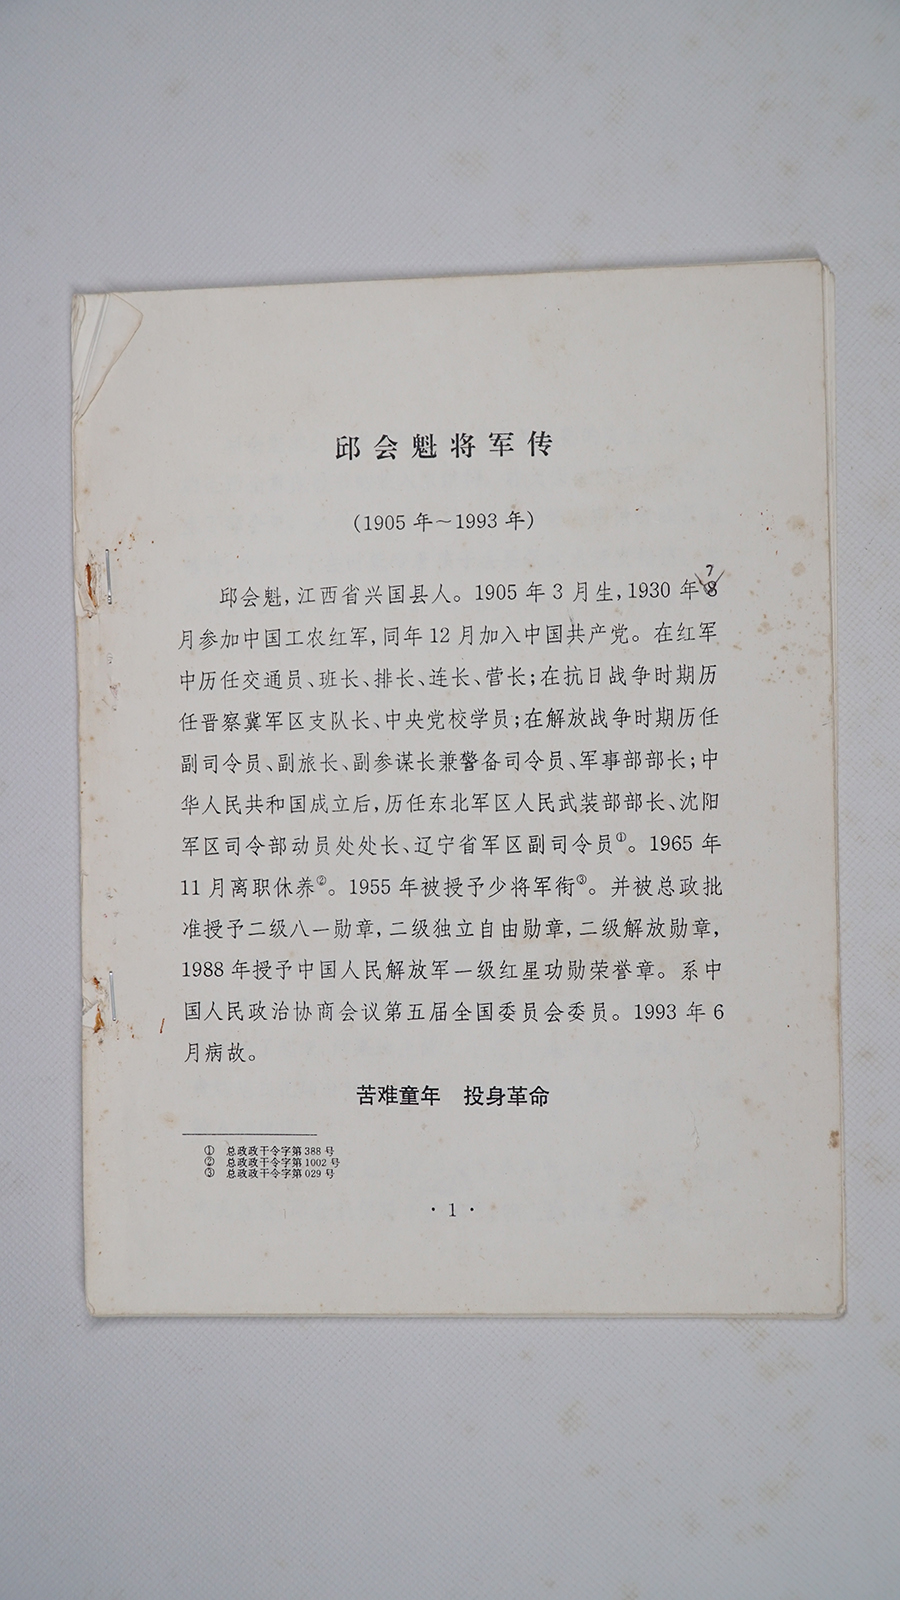 邱会魁将军传
(1905年~1993年)
7
邱会魁,江西省兴国县人。1905年3月生,1930年8
月参加中国工农红军,同年12月加入中国共产党。在红军
中历任交通员、班长、排长、连长、营长;在抗日战争时期历
任晋察冀军区支队长、中央党校学员;在解放战争时期历任
副司令员、副旅长、副参谋长兼警备司令员、军事部部长;中
华人民共和国成立后,历任东北军区人民武装部部长、沈阳
军区司令部动员处处长、辽宁省军区副司令员①。1965年
11月离职休养②。1955年被授予少将军衔③。并被总政批
准授予二级八一勋章,二级独立自由勋章,二级解放勋章,
1988年授予中国人民解放军一级红星功勋荣誉章。系中
国人民政治协商会议第五届全国委员会委员。1993年6
月病故。
苦难童年 投身革命
① 总政政干令字第388号
② 总政政干令字第1002号
③ 总政政干令字第029号
·1·